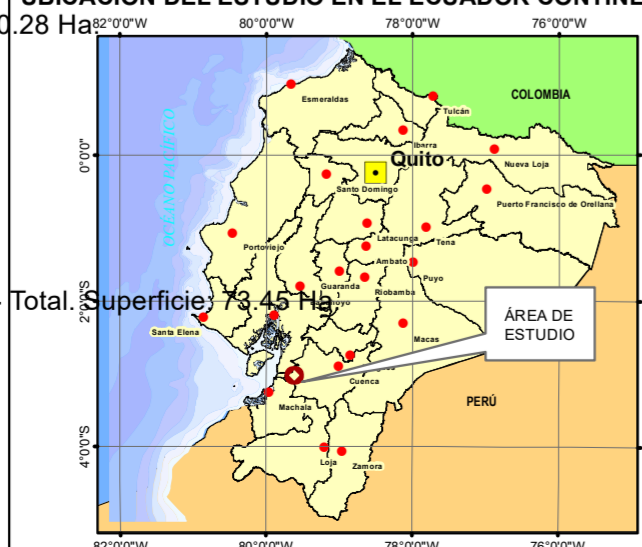 UBICACIÓN DEL ESTUDIO EN EL ECUADOR
0.28 Ha.
82°0'0"W 80°0'0"W 78°0'0"W 76°0'0"W
COLOMBIA
Esmeraldas
Tulcán
Ibarra
0°0'0"
Quito
Nueva Loja
OCÉANO PACÍFICO
Santo Domingo
Puerto Francisco de Orellana
Portoviejo
Latacunga
Tena
Ambato
Puyo
Guaranda
Riobamba
Total. Superficie: 73.45 Ha.
2°0'0"S
Santa Elena
Macas
ÁREA DE
ESTUDIO
Cuenca
PERÚ
Machala
4°0'0"S
Loja
Zamora
82°0'0"W 80°0'0"W 78°0'0"W 76°0'0"W